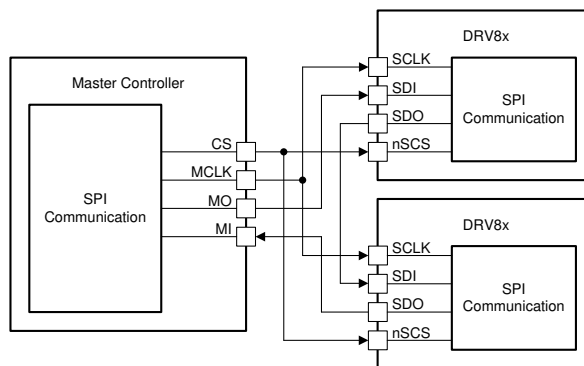 Master Controller
CS
MCLK
MO
MI
SPI
Communication
DRV8x
SCLK
SDI
SDO
nSCS
SPI
Communication
DRV8x
SCLK
SDI
SDO
nSCS
SPI
Communication